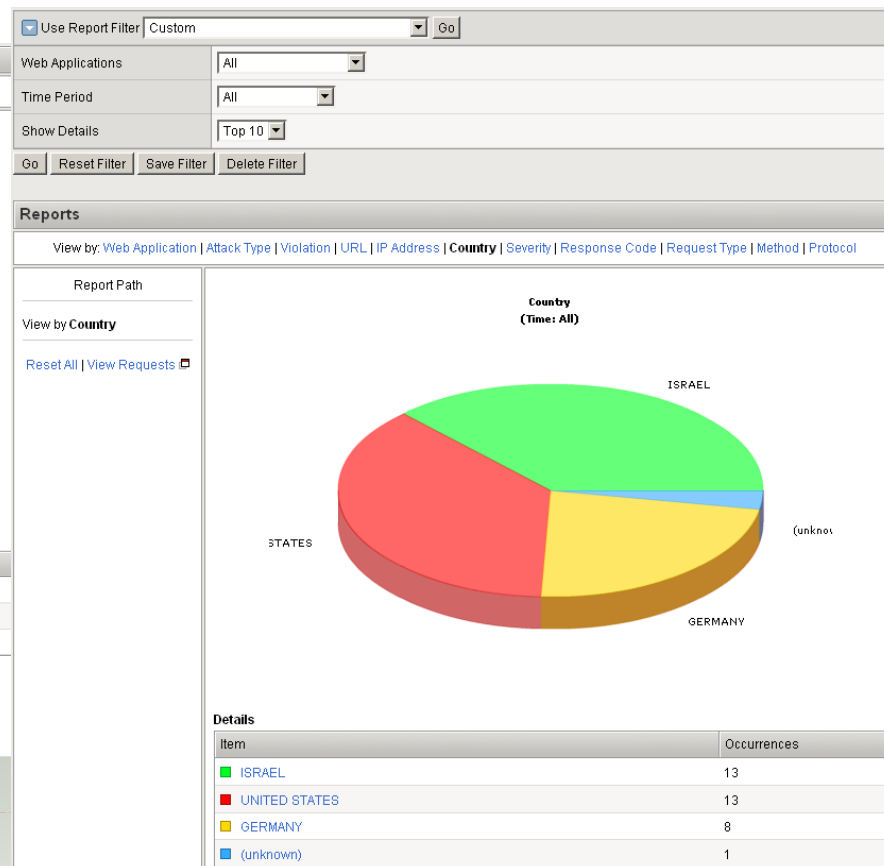 Use Report Filter Custom Go
Web Applications All
Time Period All
Show Details Top 10
Go Reset Filter Save Filter Delete Filter
Reports
View by: Web Application | Attack Type | Violation | URL | IP Address | Country | Severity | Response Code | Request Type | Method | Protocol
Report Path
View by Country
Reset All | View Requests
Country
(Time: All)
ISRAEL
(unknov
STATES
GERMANY
Details
Item Occurrences
ISRAEL 13
UNITED STATES 13
GERMANY 8
(unknown) 1